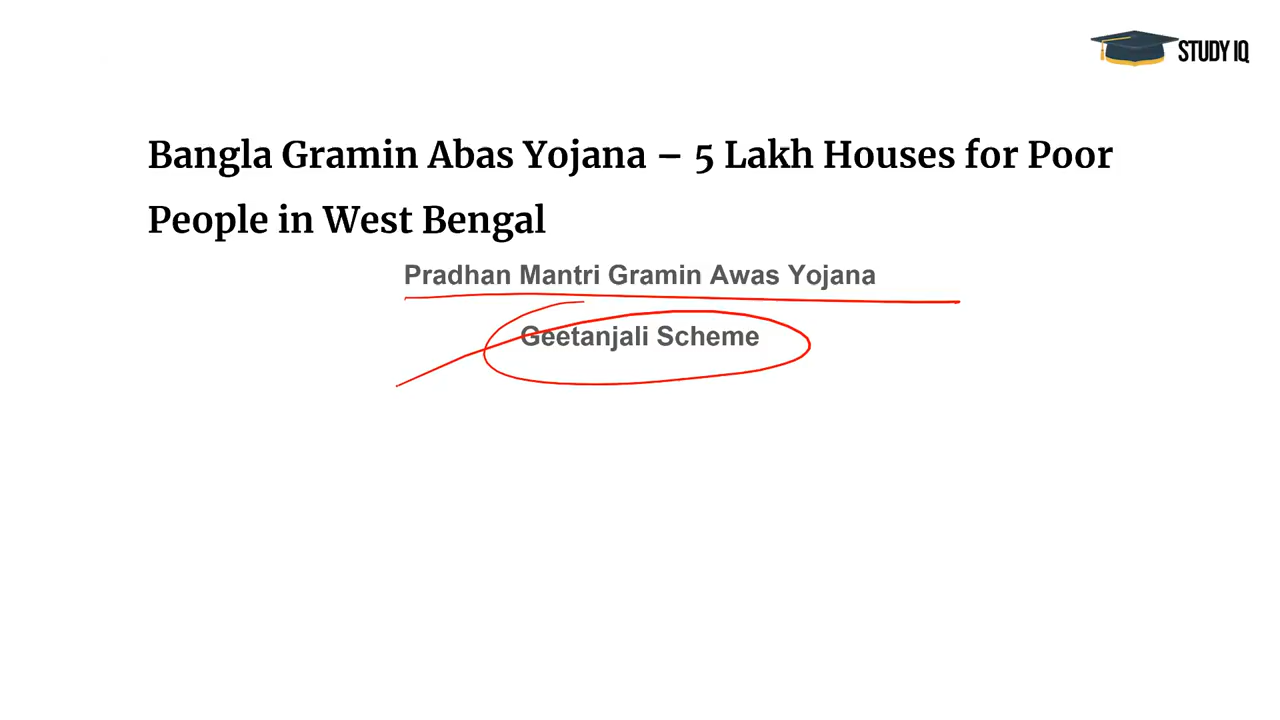 STUDY IQ
Bangla Gramin Abas Yojana – 5 Lakh Houses for Poor
People in West Bengal
Pradhan Mantri Gramin Awas Yojana
Geetanjali Scheme